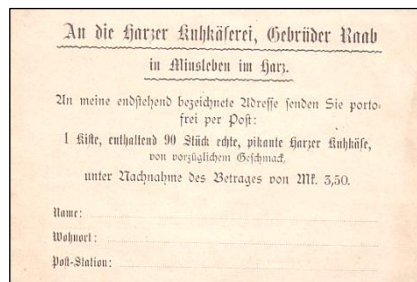 An die Harzer Kuhkäserei, Gebrüder Raab
in Minsleben im Harz.
An meine endstehend bezeichnete Adresse senden Sie porto-
frei per Post:
1 Kiste, enthaltend 90 Stück echte, pikante Harzer Kuhkäse,
von vorzüglichem Geschmack,
unter Nachnahme des Betrages von Mk. 3,50.
Name:
Wohnort:
Post-Station: